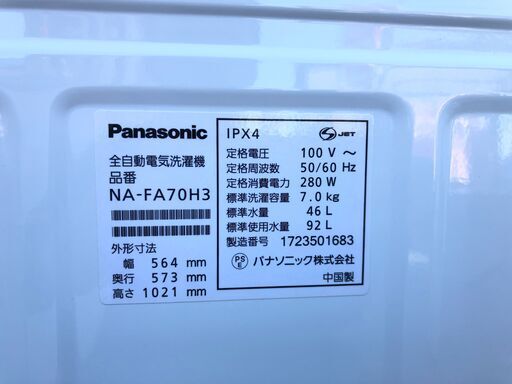 Panasonic
全自動電気洗濯機
品番
NA-FA70H3
外形寸法
幅 564 mm
奥行 573 mm
高さ 1021 mm
IPX4
S JET
定格電圧 100 V ～
定格周波数 50/60 Hz
定格消費電力 280 W
標準洗濯容量 7.0 kg
標準水量 46 L
標準使用水量 92 L
製造番号 1723501683
PS E パナソニック株式会社
中国製